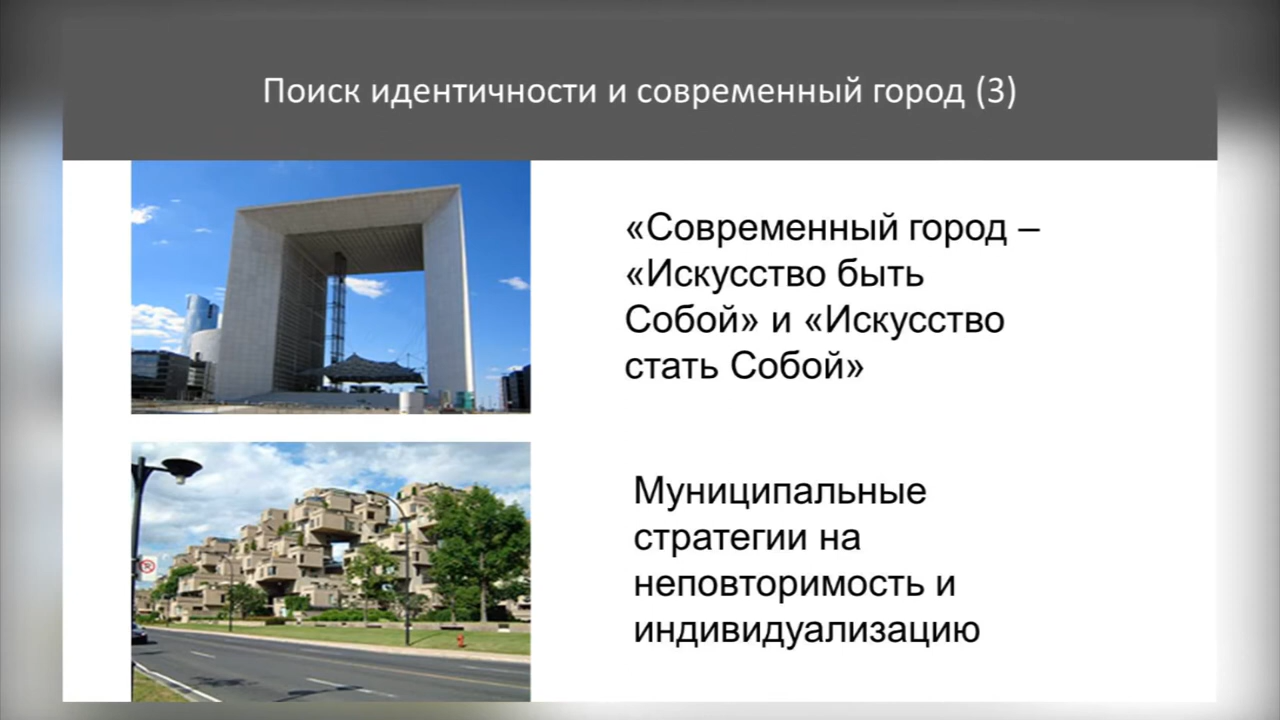 Поиск идентичности и современный город (3)
«Современный город –
«Искусство быть
Собой» и «Искусство
стать Собой»
Муниципальные
стратегии на
неповторимость и
индивидуализацию